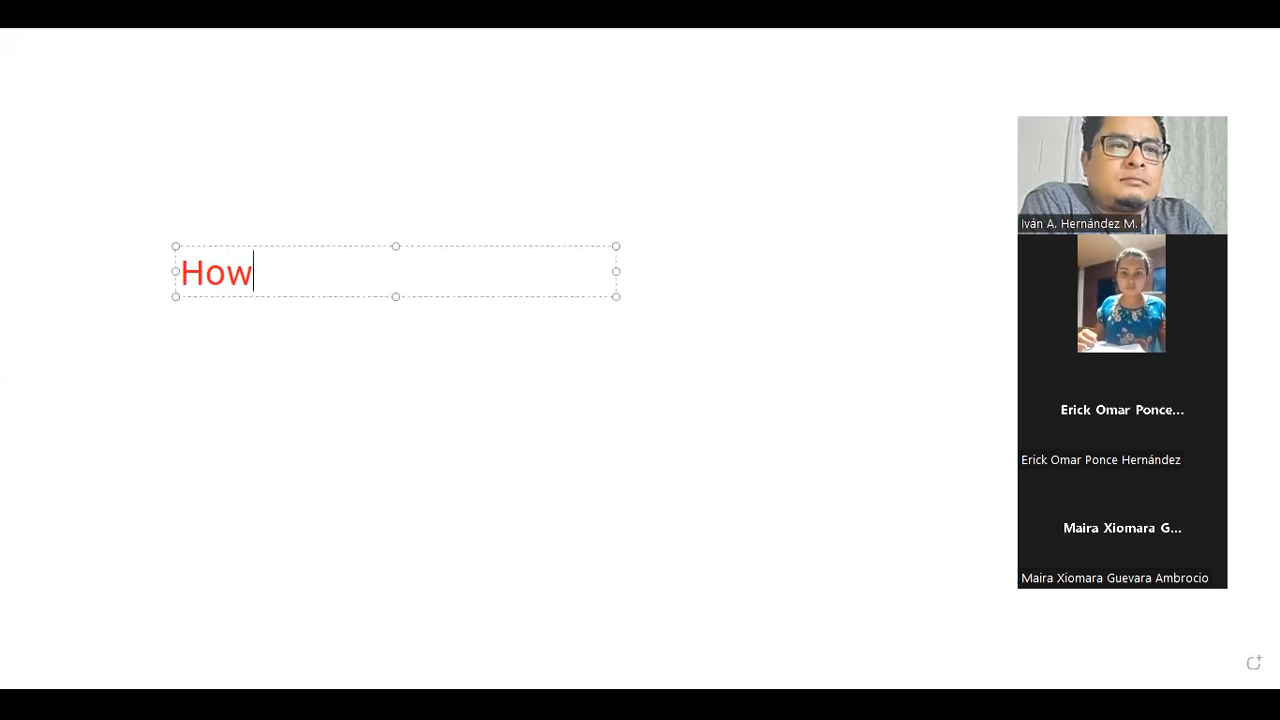 How
Iván A. Hernández M.
Erick Omar Ponce...
Erick Omar Ponce Hernández
Maira Xiomara G...
Maira Xiomara Guevara Ambrocio